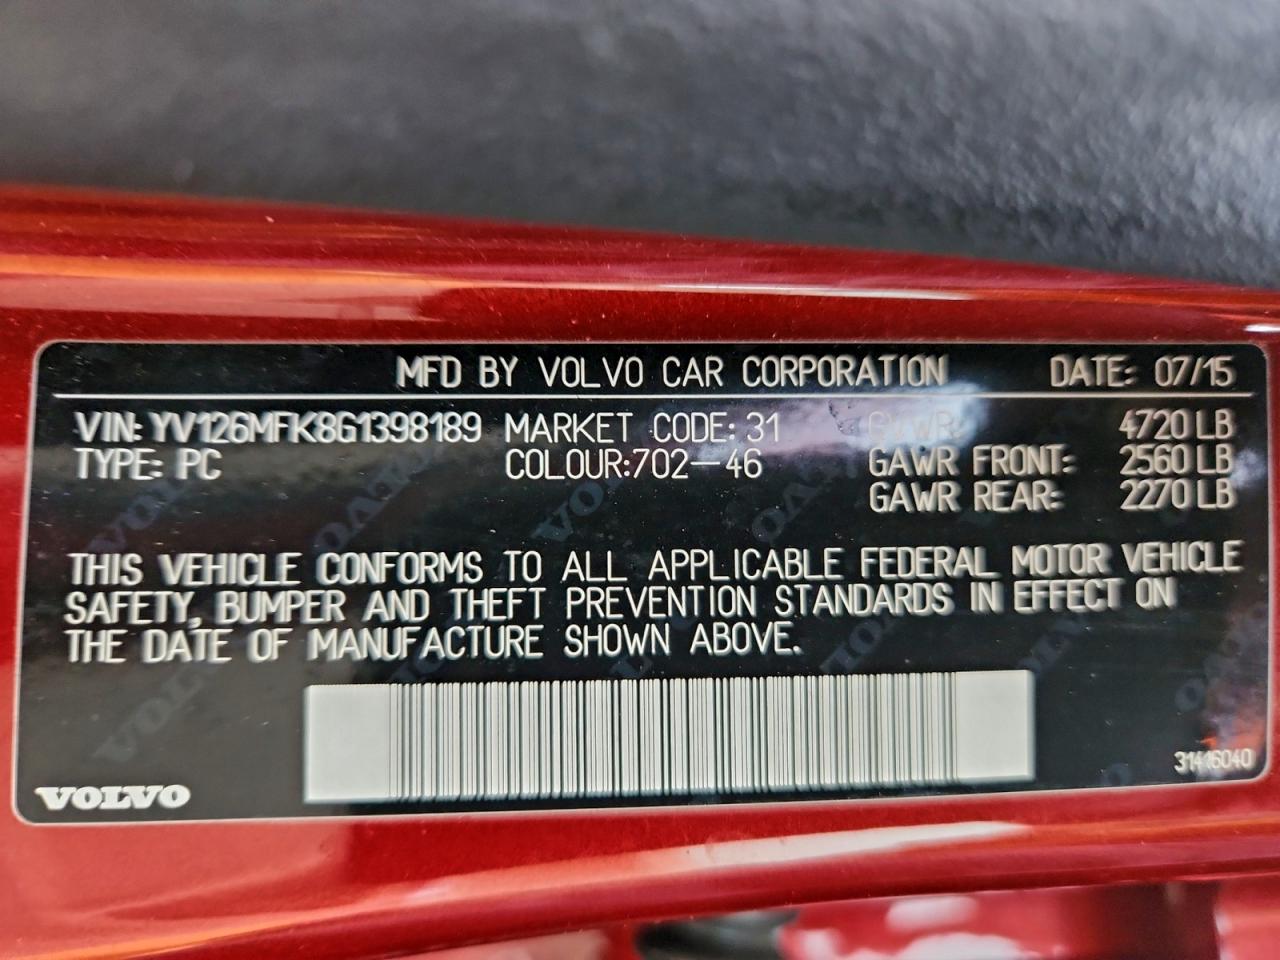 MFD BY VOLVO CAR CORPORATION DATE: 07/15
VIN: YV126MFK8G1398189 MARKET CODE: 31 GVWR: 4720 LB
TYPE: PC COLOUR:702-46 GAWR FRONT: 2560 LB
GAWR REAR: 2270 LB
THIS VEHICLE CONFORMS TO ALL APPLICABLE FEDERAL MOTOR VEHICLE
SAFETY, BUMPER AND THEFT PREVENTION STANDARDS IN EFFECT ON
THE DATE OF MANUFACTURE SHOWN ABOVE.
31416040
VOLVO